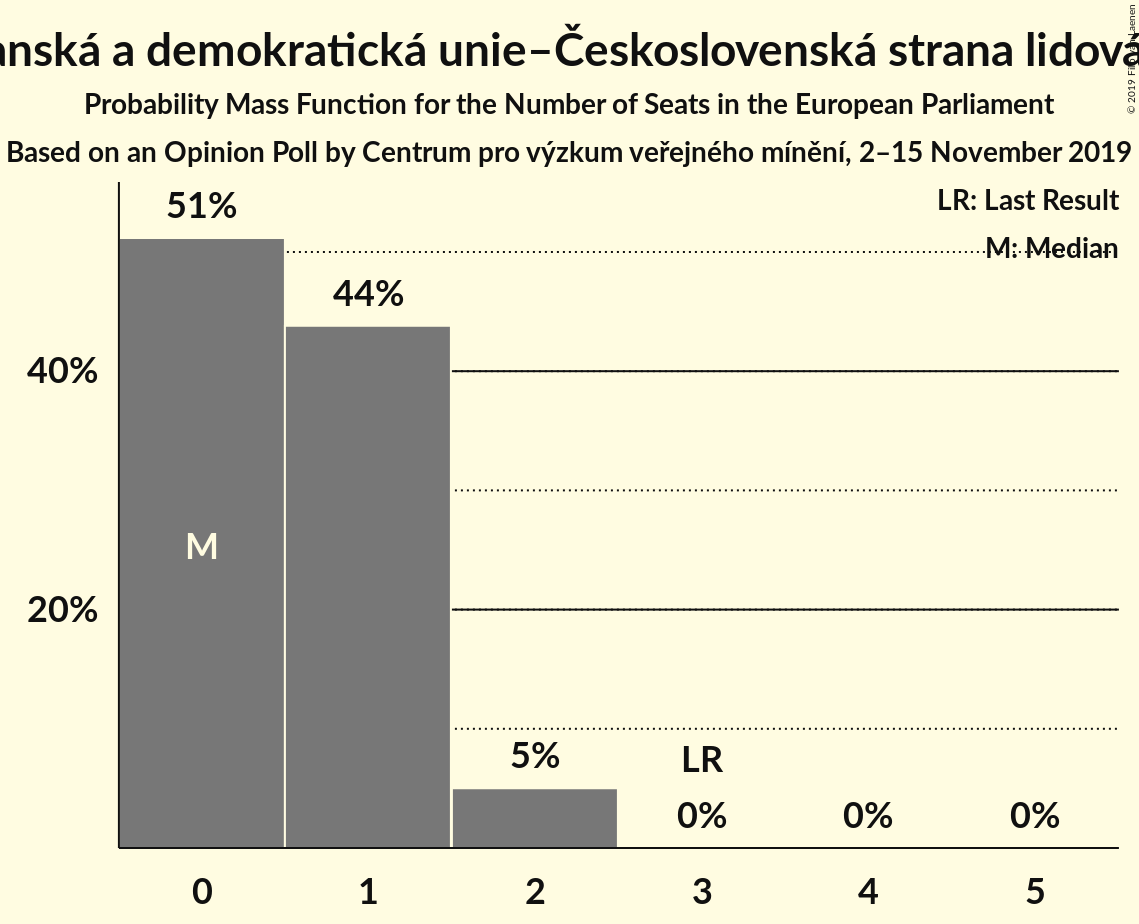 anská a demokratická unie–Československá strana lidov
Probability Mass Function for the Number of Seats in the European Parliament
Based on an Opinion Poll by Centrum pro výzkum veřejného mínění, 2–15 November 2019
© 2019 Laenen
LR: Last Result
M: Median
51%
44%
40%
M
20%
5%
LR
0%
0%
0%
0
1
2
3
4
5